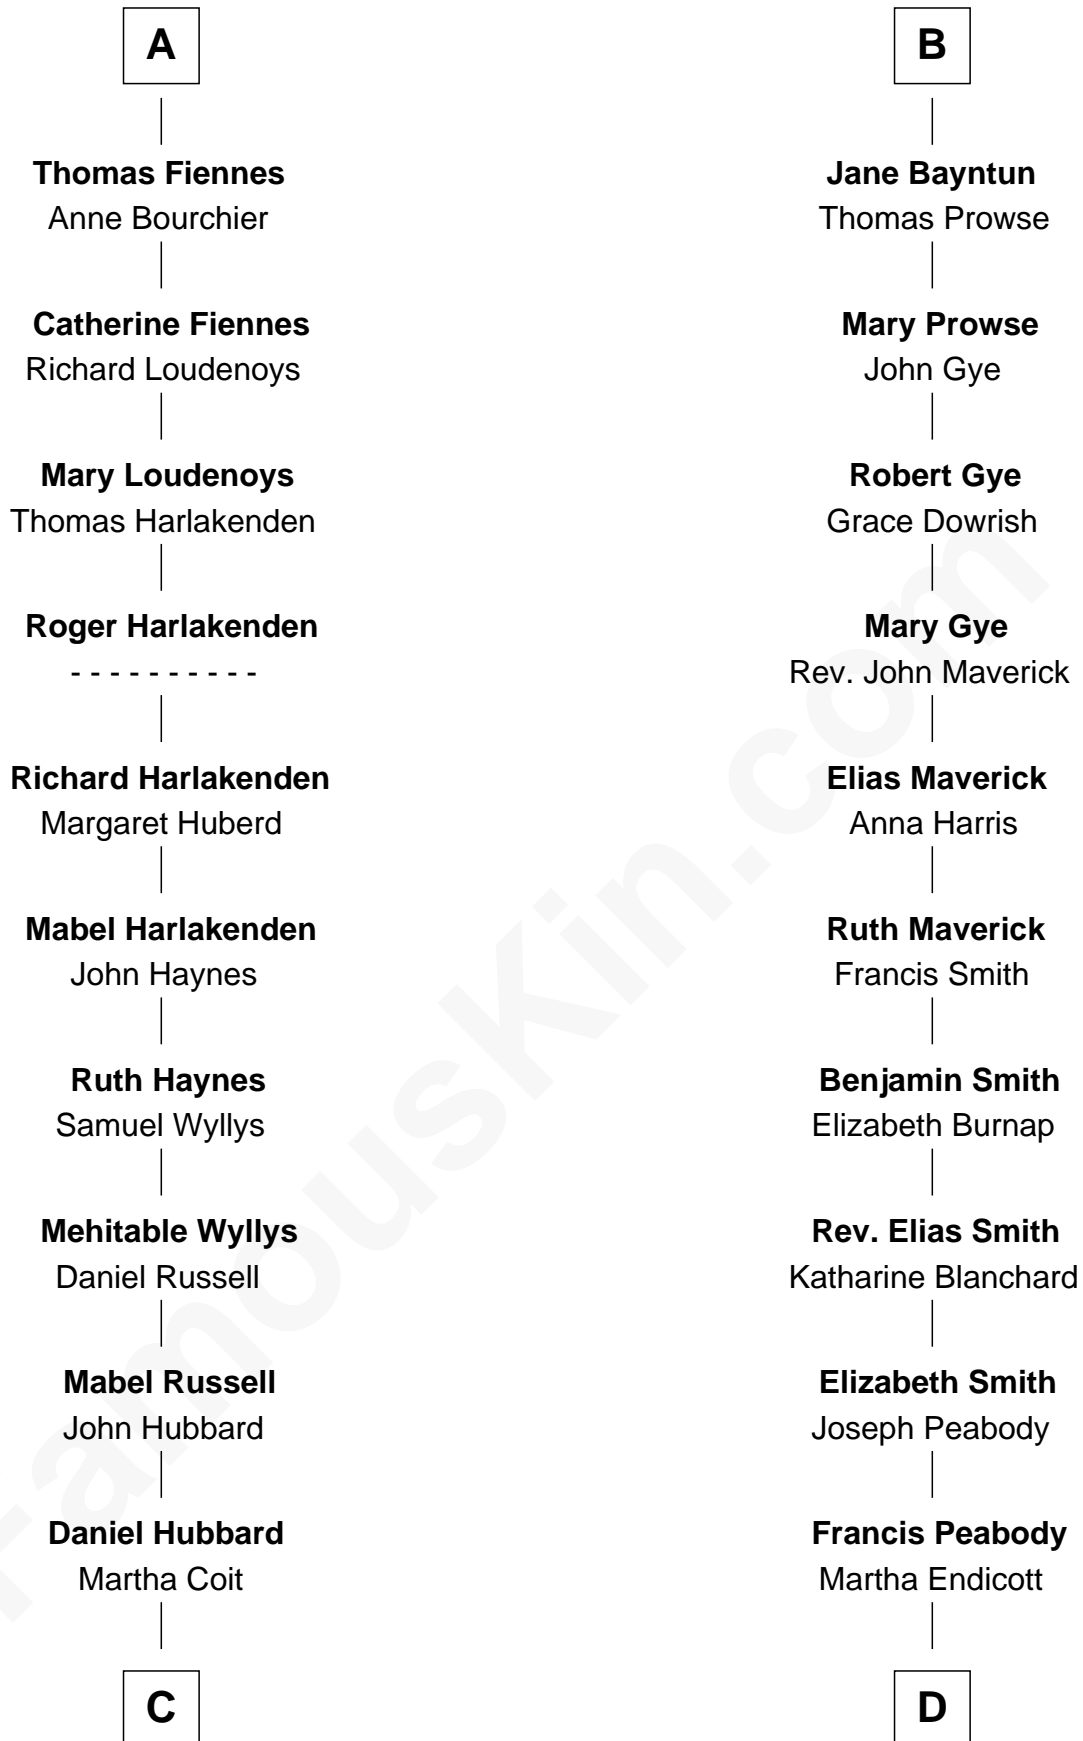 A
Thomas Fiennes
Anne Bourchier
Catherine Fiennes
Richard Loudenoys
Mary Loudenoys
Thomas Harlakenden
Roger Harlakenden
- - - - - - - - - -
Richard Harlakenden
Margaret Huberd
Mabel Harlakenden
John Haynes
Ruth Haynes
Samuel Wyllys
Mehitable Wyllys
Daniel Russell
Mabel Russell
John Hubbard
Daniel Hubbard
Martha Coit
C
B
Jane Bayntun
Thomas Prowse
Mary Prowse
John Gye
Robert Gye
Grace Dowrish
Mary Gye
Rev. John Maverick
Elias Maverick
Anna Harris
Ruth Maverick
Francis Smith
Benjamin Smith
Elizabeth Burnap
Rev. Elias Smith
Katharine Blanchard
Elizabeth Smith
Joseph Peabody
Francis Peabody
Martha Endicott
D
FamousKin.com